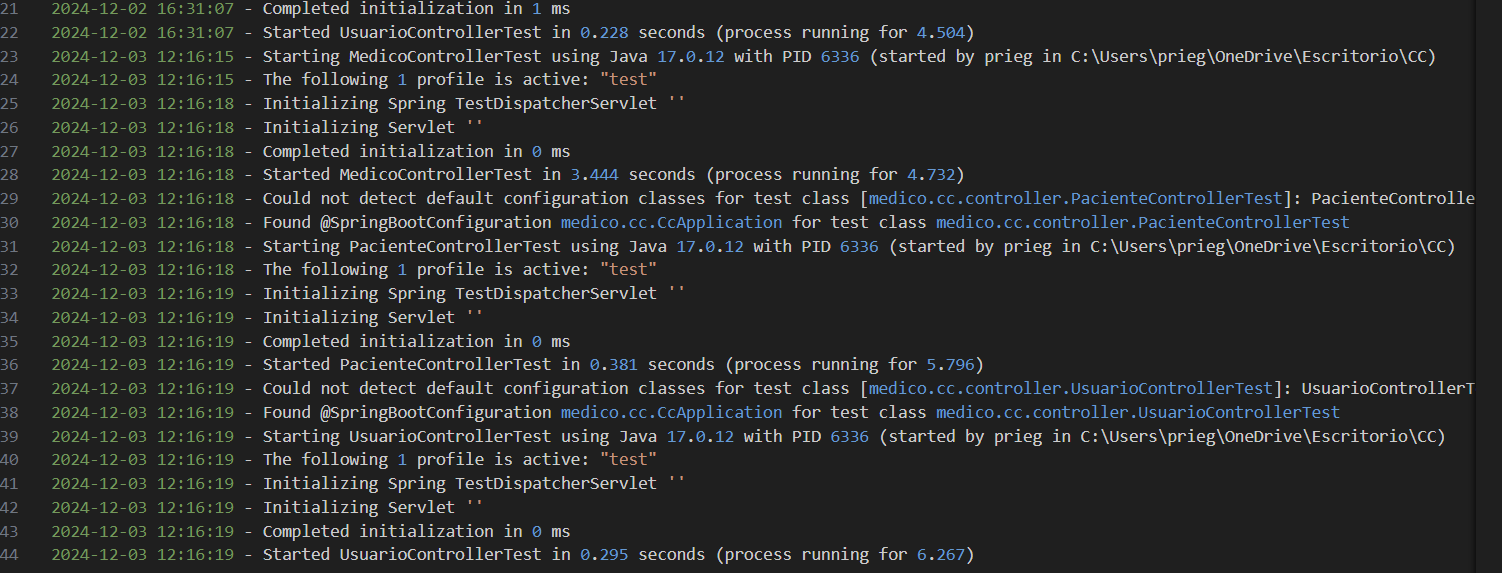 21 2024-12-02 16:31:07 - Completed initialization in 1 ms
22 2024-12-02 16:31:07 - Started UsuarioControllerTest in 0.228 seconds (process running for 4.504)
23 2024-12-03 12:16:15 - Starting MedicoControllerTest using Java 17.0.12 with PID 6336 (started by prieg in C:\Users\prieg\OneDrive\Escritorio\CC)
24 2024-12-03 12:16:15 - The following 1 profile is active: "test"
25 2024-12-03 12:16:18 - Initializing Spring TestDispatcherServlet ''
26 2024-12-03 12:16:18 - Initializing Servlet ''
27 2024-12-03 12:16:18 - Completed initialization in 0 ms
28 2024-12-03 12:16:18 - Started MedicoControllerTest in 3.444 seconds (process running for 4.732)
29 2024-12-03 12:16:18 - Could not detect default configuration classes for test class [medico.cc.controller.PacienteControllerTest]: PacienteControlle
30 2024-12-03 12:16:18 - Found @SpringBootConfiguration medico.cc.CcApplication for test class medico.cc.controller.PacienteControllerTest
31 2024-12-03 12:16:18 - Starting PacienteControllerTest using Java 17.0.12 with PID 6336 (started by prieg in C:\Users\prieg\OneDrive\Escritorio\CC)
32 2024-12-03 12:16:18 - The following 1 profile is active: "test"
33 2024-12-03 12:16:19 - Initializing Spring TestDispatcherServlet ''
34 2024-12-03 12:16:19 - Initializing Servlet ''
35 2024-12-03 12:16:19 - Completed initialization in 0 ms
36 2024-12-03 12:16:19 - Started PacienteControllerTest in 0.381 seconds (process running for 5.796)
37 2024-12-03 12:16:19 - Could not detect default configuration classes for test class [medico.cc.controller.UsuarioControllerTest]: UsuarioControllerT
38 2024-12-03 12:16:19 - Found @SpringBootConfiguration medico.cc.CcApplication for test class medico.cc.controller.UsuarioControllerTest
39 2024-12-03 12:16:19 - Starting UsuarioControllerTest using Java 17.0.12 with PID 6336 (started by prieg in C:\Users\prieg\OneDrive\Escritorio\CC)
40 2024-12-03 12:16:19 - The following 1 profile is active: "test"
41 2024-12-03 12:16:19 - Initializing Spring TestDispatcherServlet ''
42 2024-12-03 12:16:19 - Initializing Servlet ''
43 2024-12-03 12:16:19 - Completed initialization in 0 ms
44 2024-12-03 12:16:19 - Started UsuarioControllerTest in 0.295 seconds (process running for 6.267)